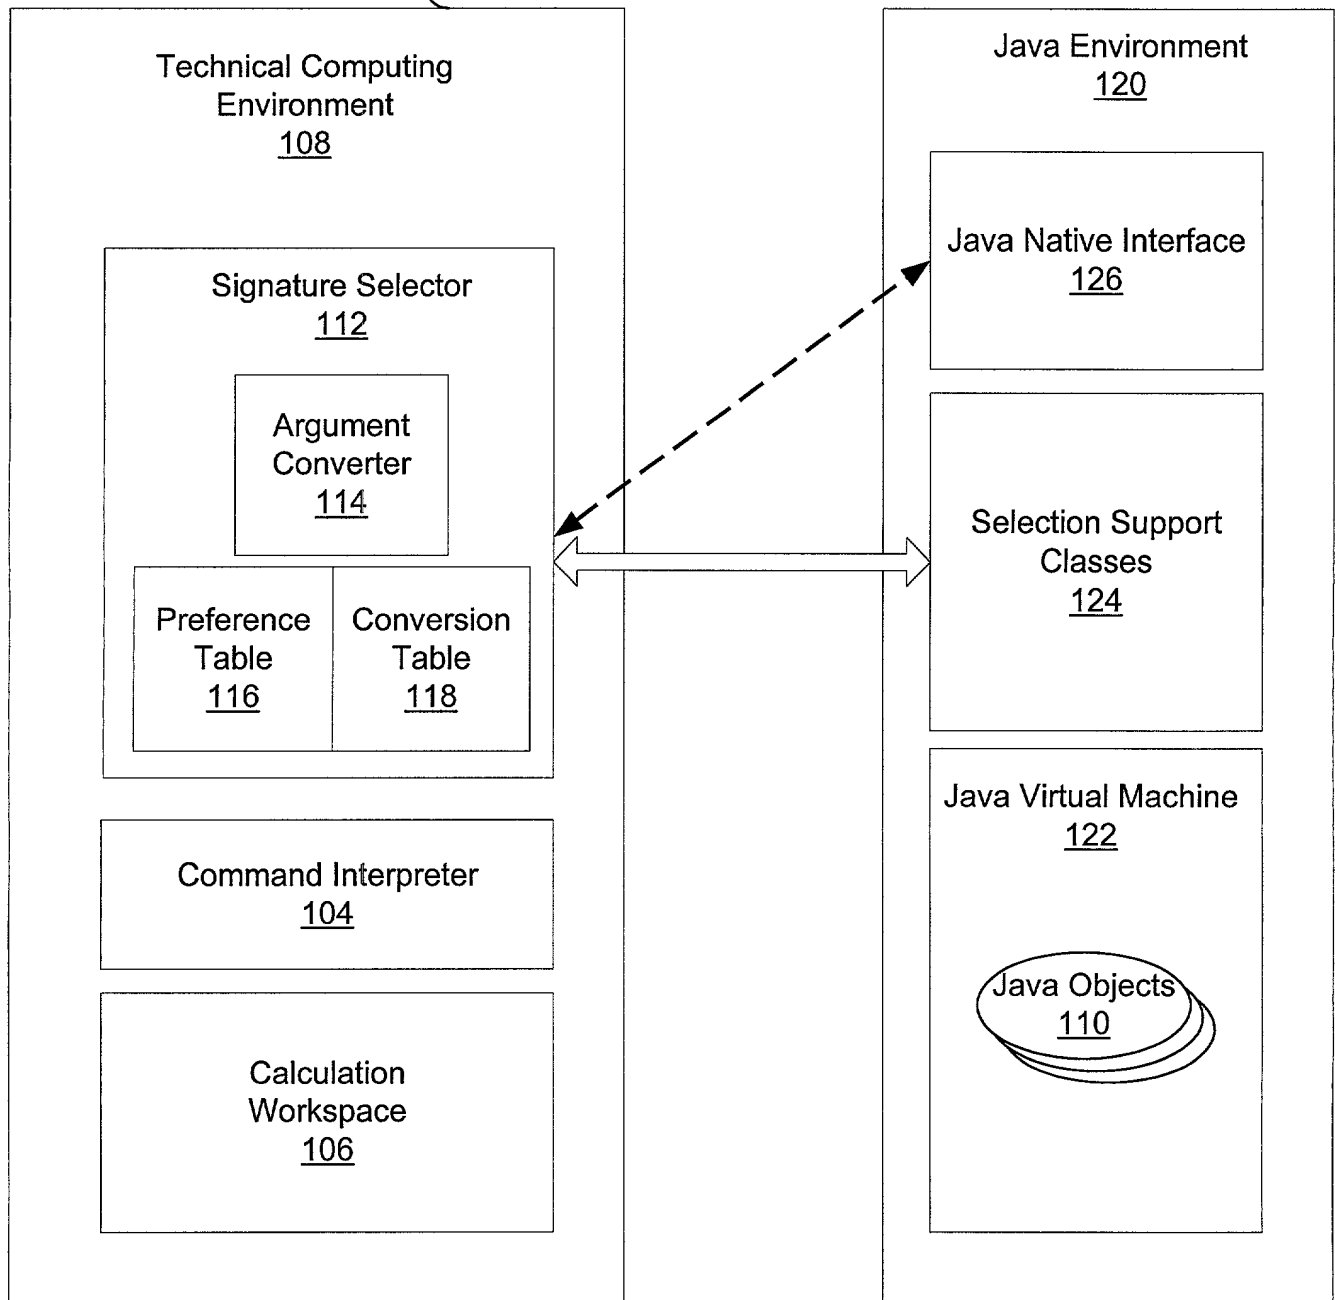 Technical Computing
Environment
108
Signature Selector
112
Argument
Converter
114
Preference
Table
116
Conversion
Table
118
Command Interpreter
104
Calculation
Workspace
106
Java Environment
120
Java Native Interface
126
Selection Support
Classes
124
Java Virtual Machine
122
Java Objects
110